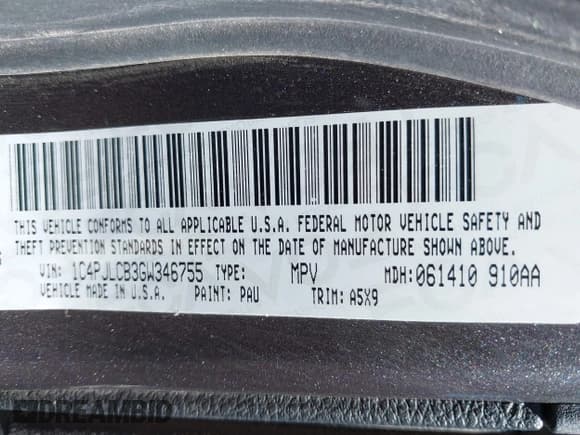 THIS VEHICLE CONFORMS TO ALL APPLICABLE U.S.A. FEDERAL MOTOR VEHICLE SAFETY AND
THEFT PREVENTION STANDARDS IN EFFECT ON THE DATE OF MANUFACTURE SHOWN ABOVE.
VIN: 1C4PJLCB3GW346755 TYPE: MPV MDH:061410 910AA
VEHICLE MADE IN U.S.A. PAINT: PAU TRIM: A5X9
DREAMBID